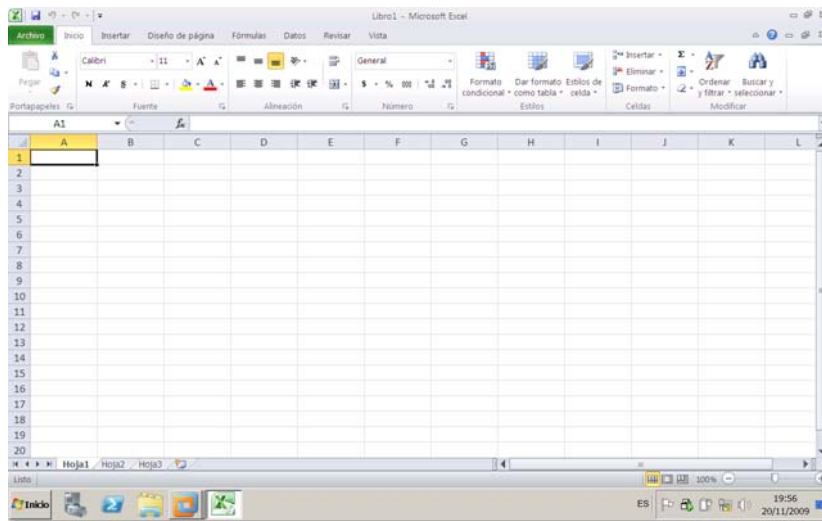 Libro1 - Microsoft Excel
Archivo Inicio Insertar Diseño de página Fórmulas Datos Revisar Vista
Calibri 11 General Insertar Σ
Eliminar
Pegar N K S $ % 000 Formato Dar formato Estilos de Formato Ordenar Buscar y
condicional como tabla celda y filtrar seleccionar
Portapapeles Fuente Alineación Número Estilos Celdas Modificar
A1 fx
A B C D E F G H I J K L
1
2
3
4
5
6
7
8
9
10
11
12
13
14
15
16
17
18
19
20
Hoja1 Hoja2 Hoja3
Listo 100%
Inicio ES 19:56
20/11/2009